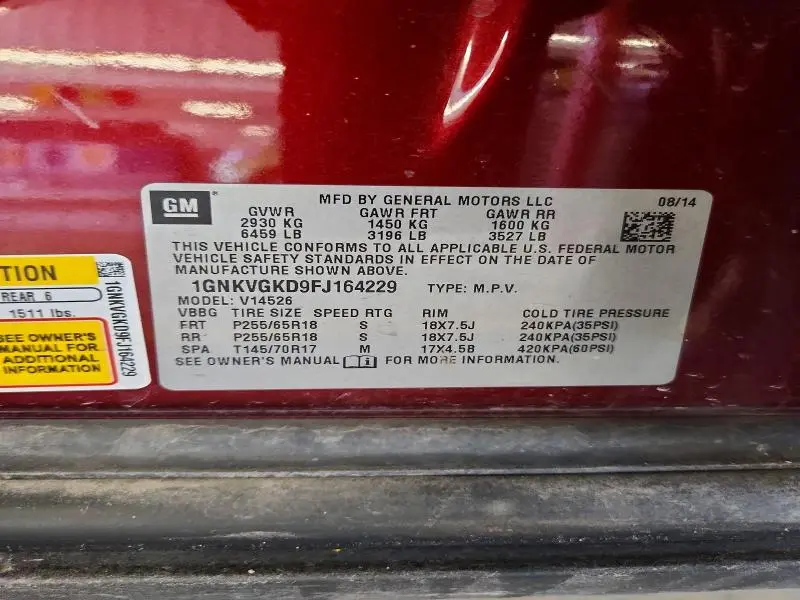 GM
MFD BY GENERAL MOTORS LLC 08/14
GVWR GAWR FRT GAWR RR
2930 KG 1450 KG 1600 KG
6459 LB 3196 LB 3527 LB
THIS VEHICLE CONFORMS TO ALL APPLICABLE U.S. FEDERAL MOTOR
VEHICLE SAFETY STANDARDS IN EFFECT ON THE DATE OF
MANUFACTURE SHOWN ABOVE.
1GNKVGKD9FJ164229 TYPE: M.P.V.
MODEL: V14526
VBBG TIRE SIZE SPEED RTG RIM COLD TIRE PRESSURE
FRT P255/65R18 S 18X7.5J 240KPA(35PSI)
RR P255/65R18 S 18X7.5J 240KPA(35PSI)
SPA T145/70R17 M 17X4.5B 420KPA(60PSI)
SEE OWNER'S MANUAL FOR MORE INFORMATION.
TION
REAR 6
1511 lbs.
SEE OWNER'S
MANUAL FOR
ADDITIONAL
INFORMATION
1GNKVGKD9FJ164229